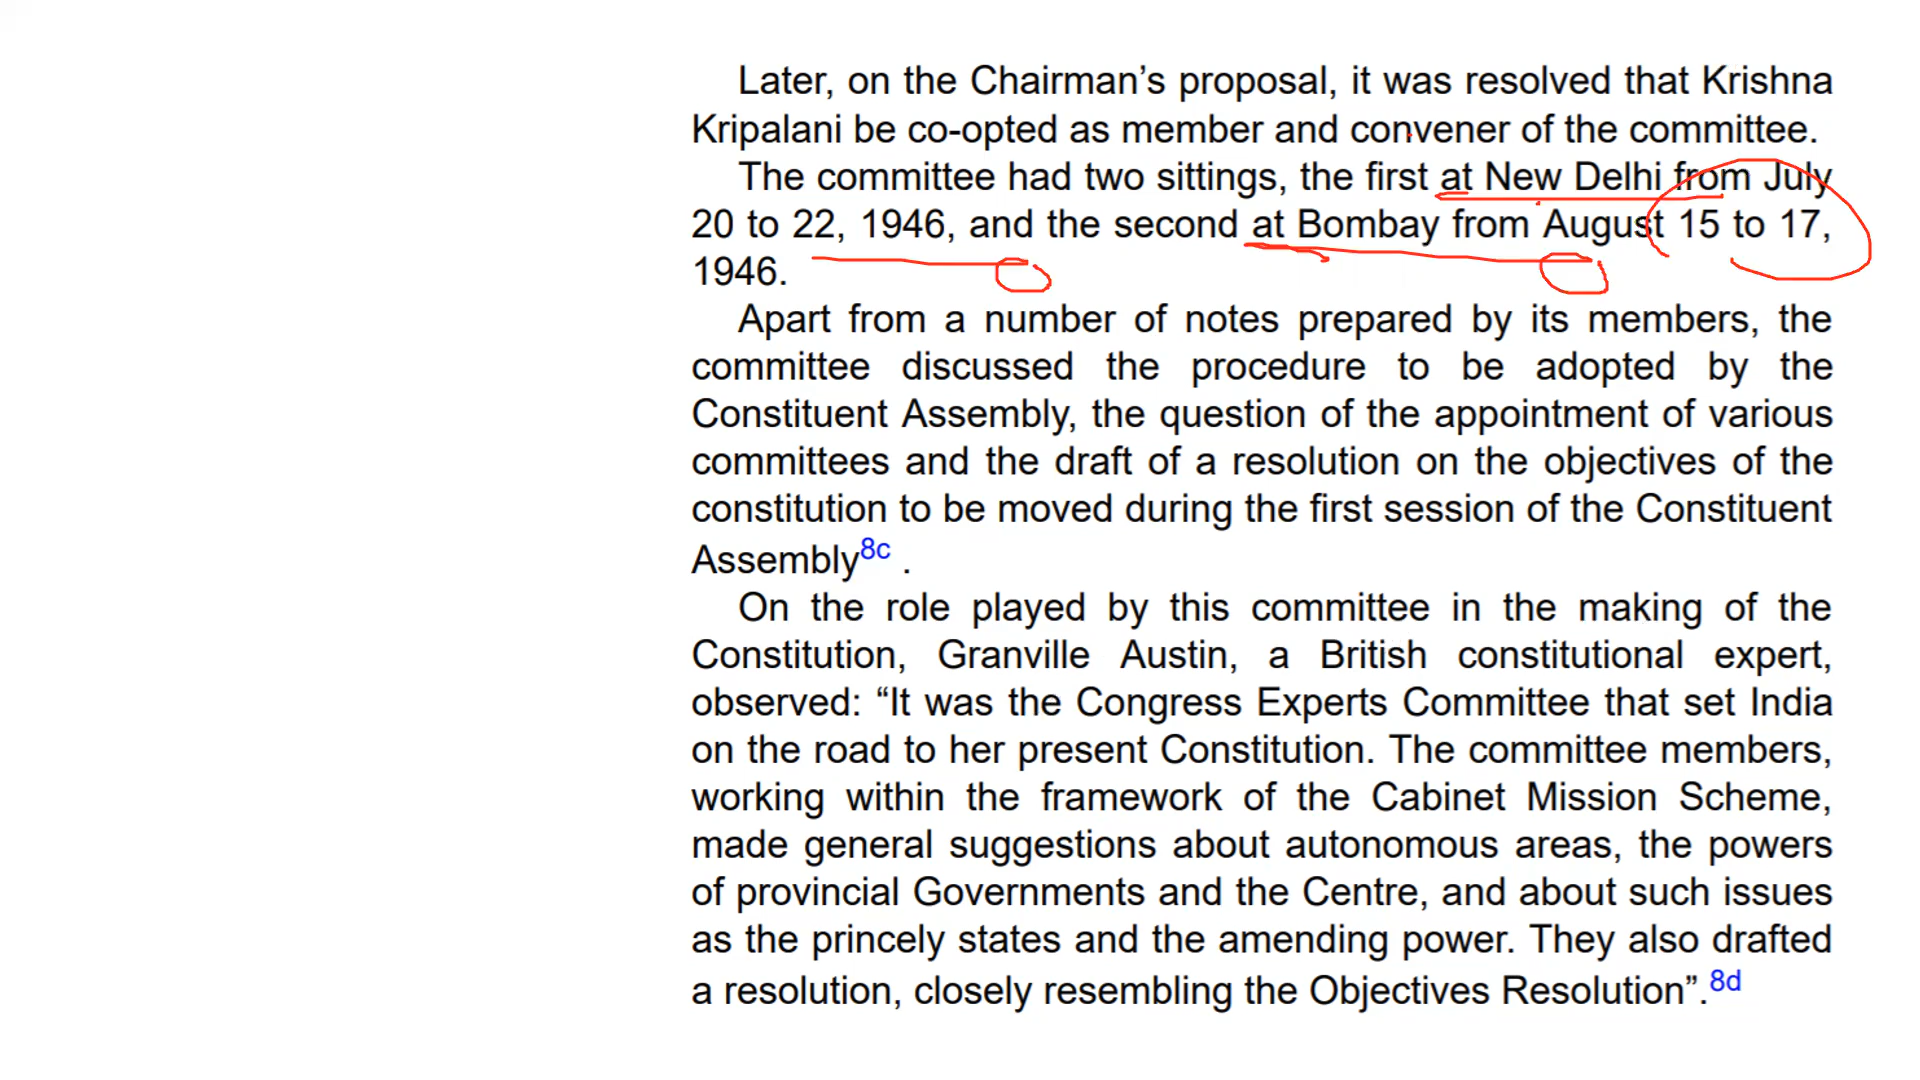 Later, on the Chairman’s proposal, it was resolved that Krishna
Kripalani be co-opted as member and convener of the committee.
The committee had two sittings, the first at New Delhi from July
20 to 22, 1946, and the second at Bombay from August 15 to 17,
1946.
Apart from a number of notes prepared by its members, the
committee discussed the procedure to be adopted by the
Constituent Assembly, the question of the appointment of various
committees and the draft of a resolution on the objectives of the
constitution to be moved during the first session of the Constituent
Assembly8c .
On the role played by this committee in the making of the
Constitution, Granville Austin, a British constitutional expert,
observed: “It was the Congress Experts Committee that set India
on the road to her present Constitution. The committee members,
working within the framework of the Cabinet Mission Scheme,
made general suggestions about autonomous areas, the powers
of provincial Governments and the Centre, and about such issues
as the princely states and the amending power. They also drafted
a resolution, closely resembling the Objectives Resolution”.8d